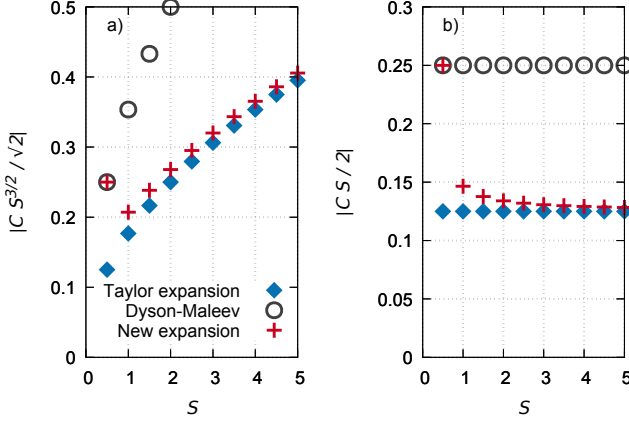 a)
|C S^{3/2} / √2|
0.5
0.4
0.3
0.2
0.1
0
0 1 2 3 4 5
S
Taylor expansion
Dyson-Maleev
New expansion
b)
|C S / 2|
0.3
0.25
0.2
0.15
0.1
0.05
0
0 1 2 3 4 5
S